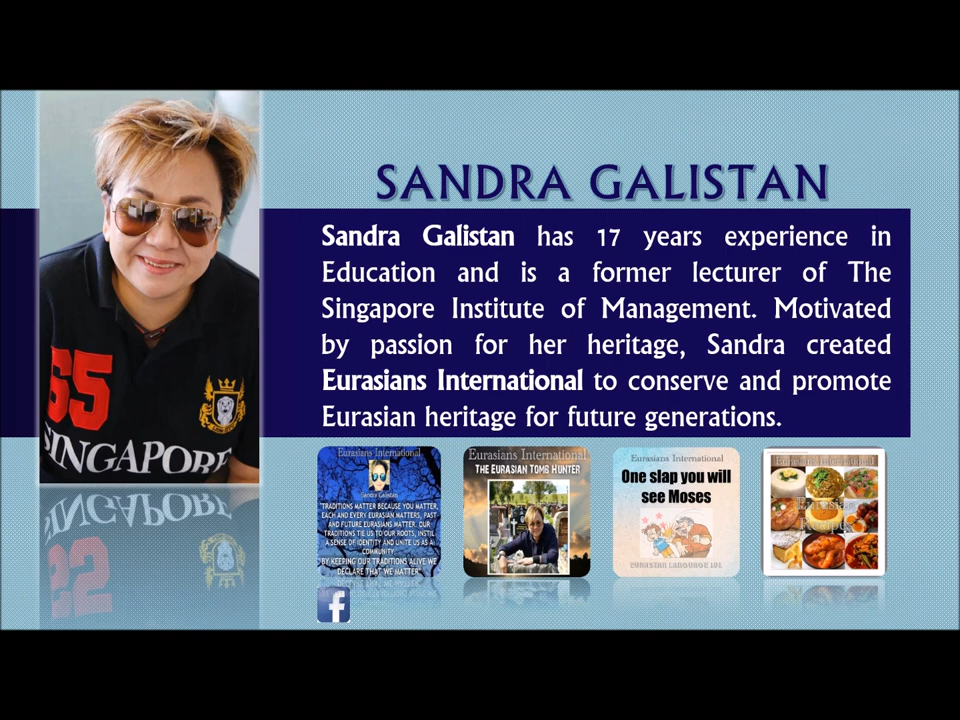 SANDRA GALISTAN
Sandra Galistan has 17 years experience in
Education and is a former lecturer of The
Singapore Institute of Management. Motivated
by passion for her heritage, Sandra created
Eurasians International to conserve and promote
Eurasian heritage for future generations.
65
SINGAPORE
Eurasians International
Sandra Galistan
"TRADITIONS MATTER BECAUSE YOU MATTER,
EACH AND EVERY EURASIAN MATTERS, PAST
AND FUTURE EURASIANS MATTER. OUR
TRADITIONS TIE US TO OUR ROOTS, INSTIL
A SENSE OF IDENTITY AND UNITE US AS A
COMMUNITY.
BY KEEPING OUR TRADITIONS ALIVE WE
DECLARE THAT WE MATTER."
Eurasians International
THE EURASIAN TOMB HUNTER
Eurasians International
One slap you will
see Moses
EURASIAN LANGUAGE 101
Eurasians International
f